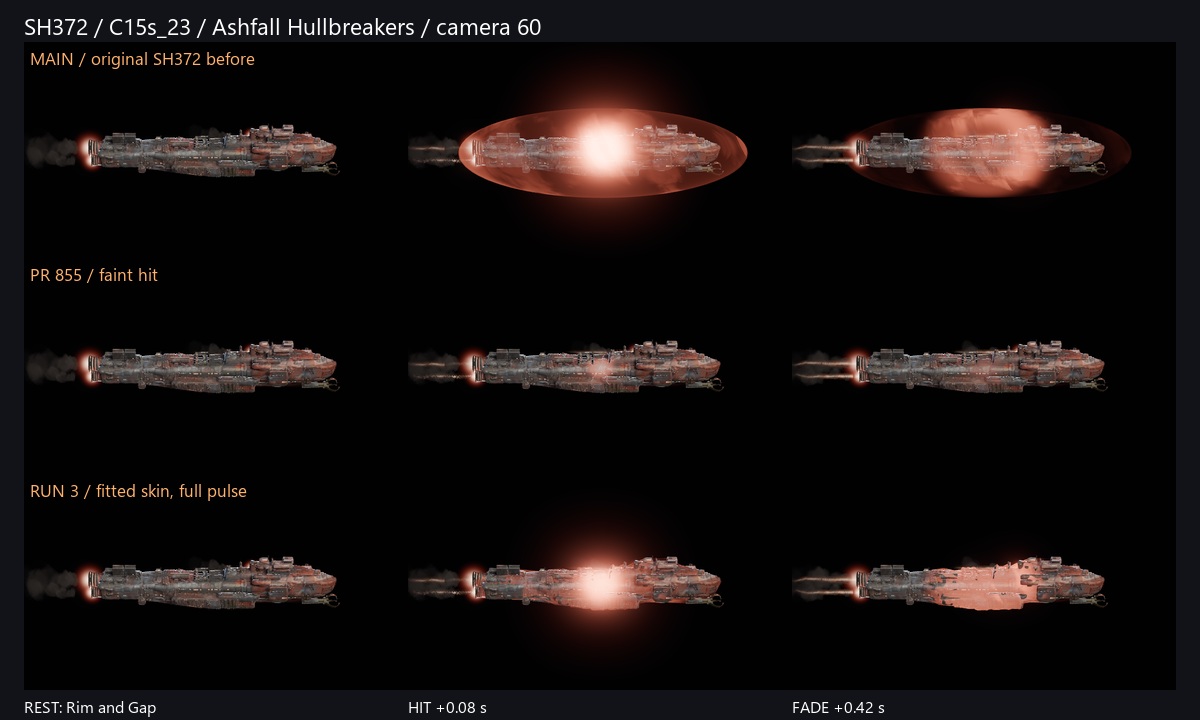 SH372 / C15s_23 / Ashfall Hullbreakers / camera 60
MAIN / original SH372 before
PR 855 / faint hit
RUN 3 / fitted skin, full pulse
REST: Rim and Gap
HIT +0.08 s
FADE +0.42 s